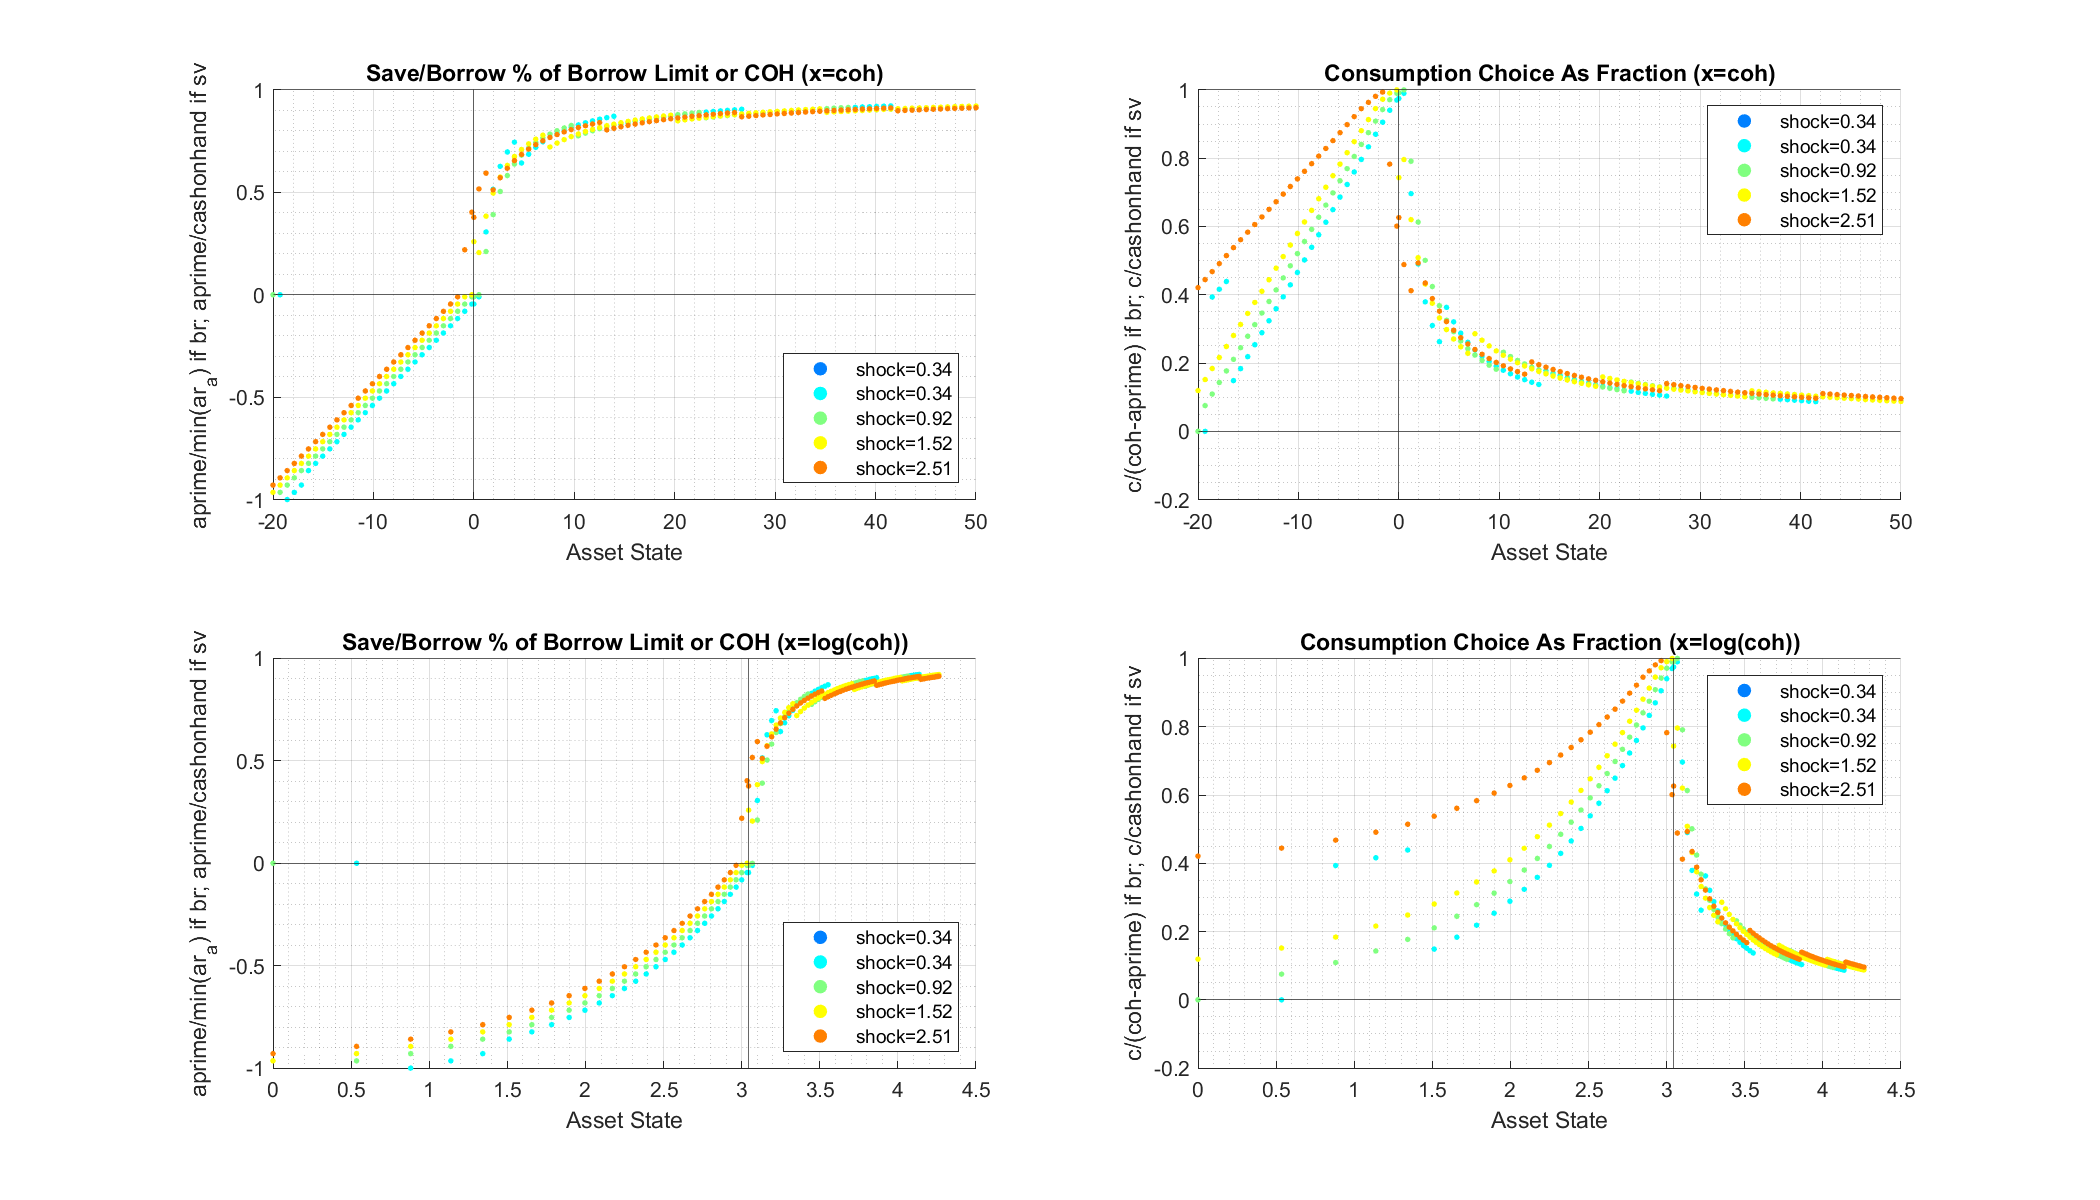 Save/Borrow % of Borrow Limit or COH (x=coh)
aprime/min(ar_a) if br; aprime/cashonhand if sv
1
0.5
0
-0.5
-1
-20
-10
0
10
20
30
40
50
Asset State
shock=0.34
shock=0.34
shock=0.92
shock=1.52
shock=2.51
Consumption Choice As Fraction (x=coh)
c/(coh-aprime) if br; c/cashonhand if sv
1
0.8
0.6
0.4
0.2
0
-0.2
-20
-10
0
10
20
30
40
50
Asset State
shock=0.34
shock=0.34
shock=0.92
shock=1.52
shock=2.51
Save/Borrow % of Borrow Limit or COH (x=log(coh))
aprime/min(ar_a) if br; aprime/cashonhand if sv
1
0.5
0
-0.5
-1
0
0.5
1
1.5
2
2.5
3
3.5
4
4.5
Asset State
shock=0.34
shock=0.34
shock=0.92
shock=1.52
shock=2.51
Consumption Choice As Fraction (x=log(coh))
c/(coh-aprime) if br; c/cashonhand if sv
1
0.8
0.6
0.4
0.2
0
-0.2
0
0.5
1
1.5
2
2.5
3
3.5
4
4.5
Asset State
shock=0.34
shock=0.34
shock=0.92
shock=1.52
shock=2.51